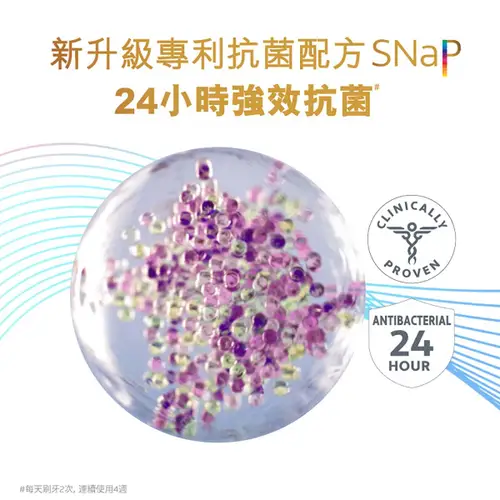 新升級專利抗菌配方 SNaP
24小時強效抗菌#
CLINICALLY
PROVEN
ANTIBACTERIAL
24
HOUR
#每天刷牙2次, 連續使用4週